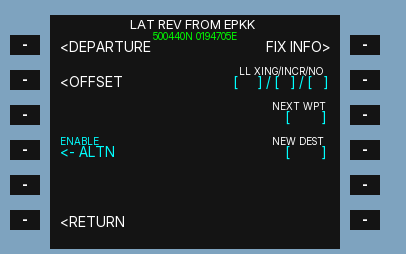 LAT REV FROM EPKK
500440N 0194705E
<DEPARTURE FIX INFO>
LL XING/INCR/NO
<OFFSET [ ] / [ ] / [ ]
NEXT WPT
[ ]
ENABLE NEW DEST
<- ALTN [ ]
<RETURN